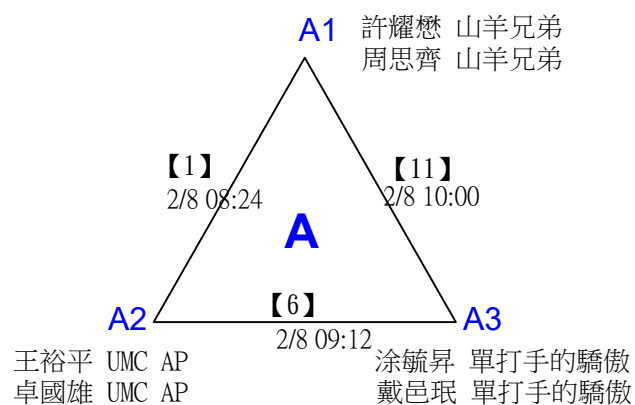 A1 許耀懋 山羊兄弟
周思齊 山羊兄弟
【1】
2/8 08:24
【11】
2/8 10:00
A
A2
【6】
2/8 09:12
A3
王裕平 UMC AP
卓國雄 UMC AP
涂毓昇 單打手的驕傲
戴邑珉 單打手的驕傲